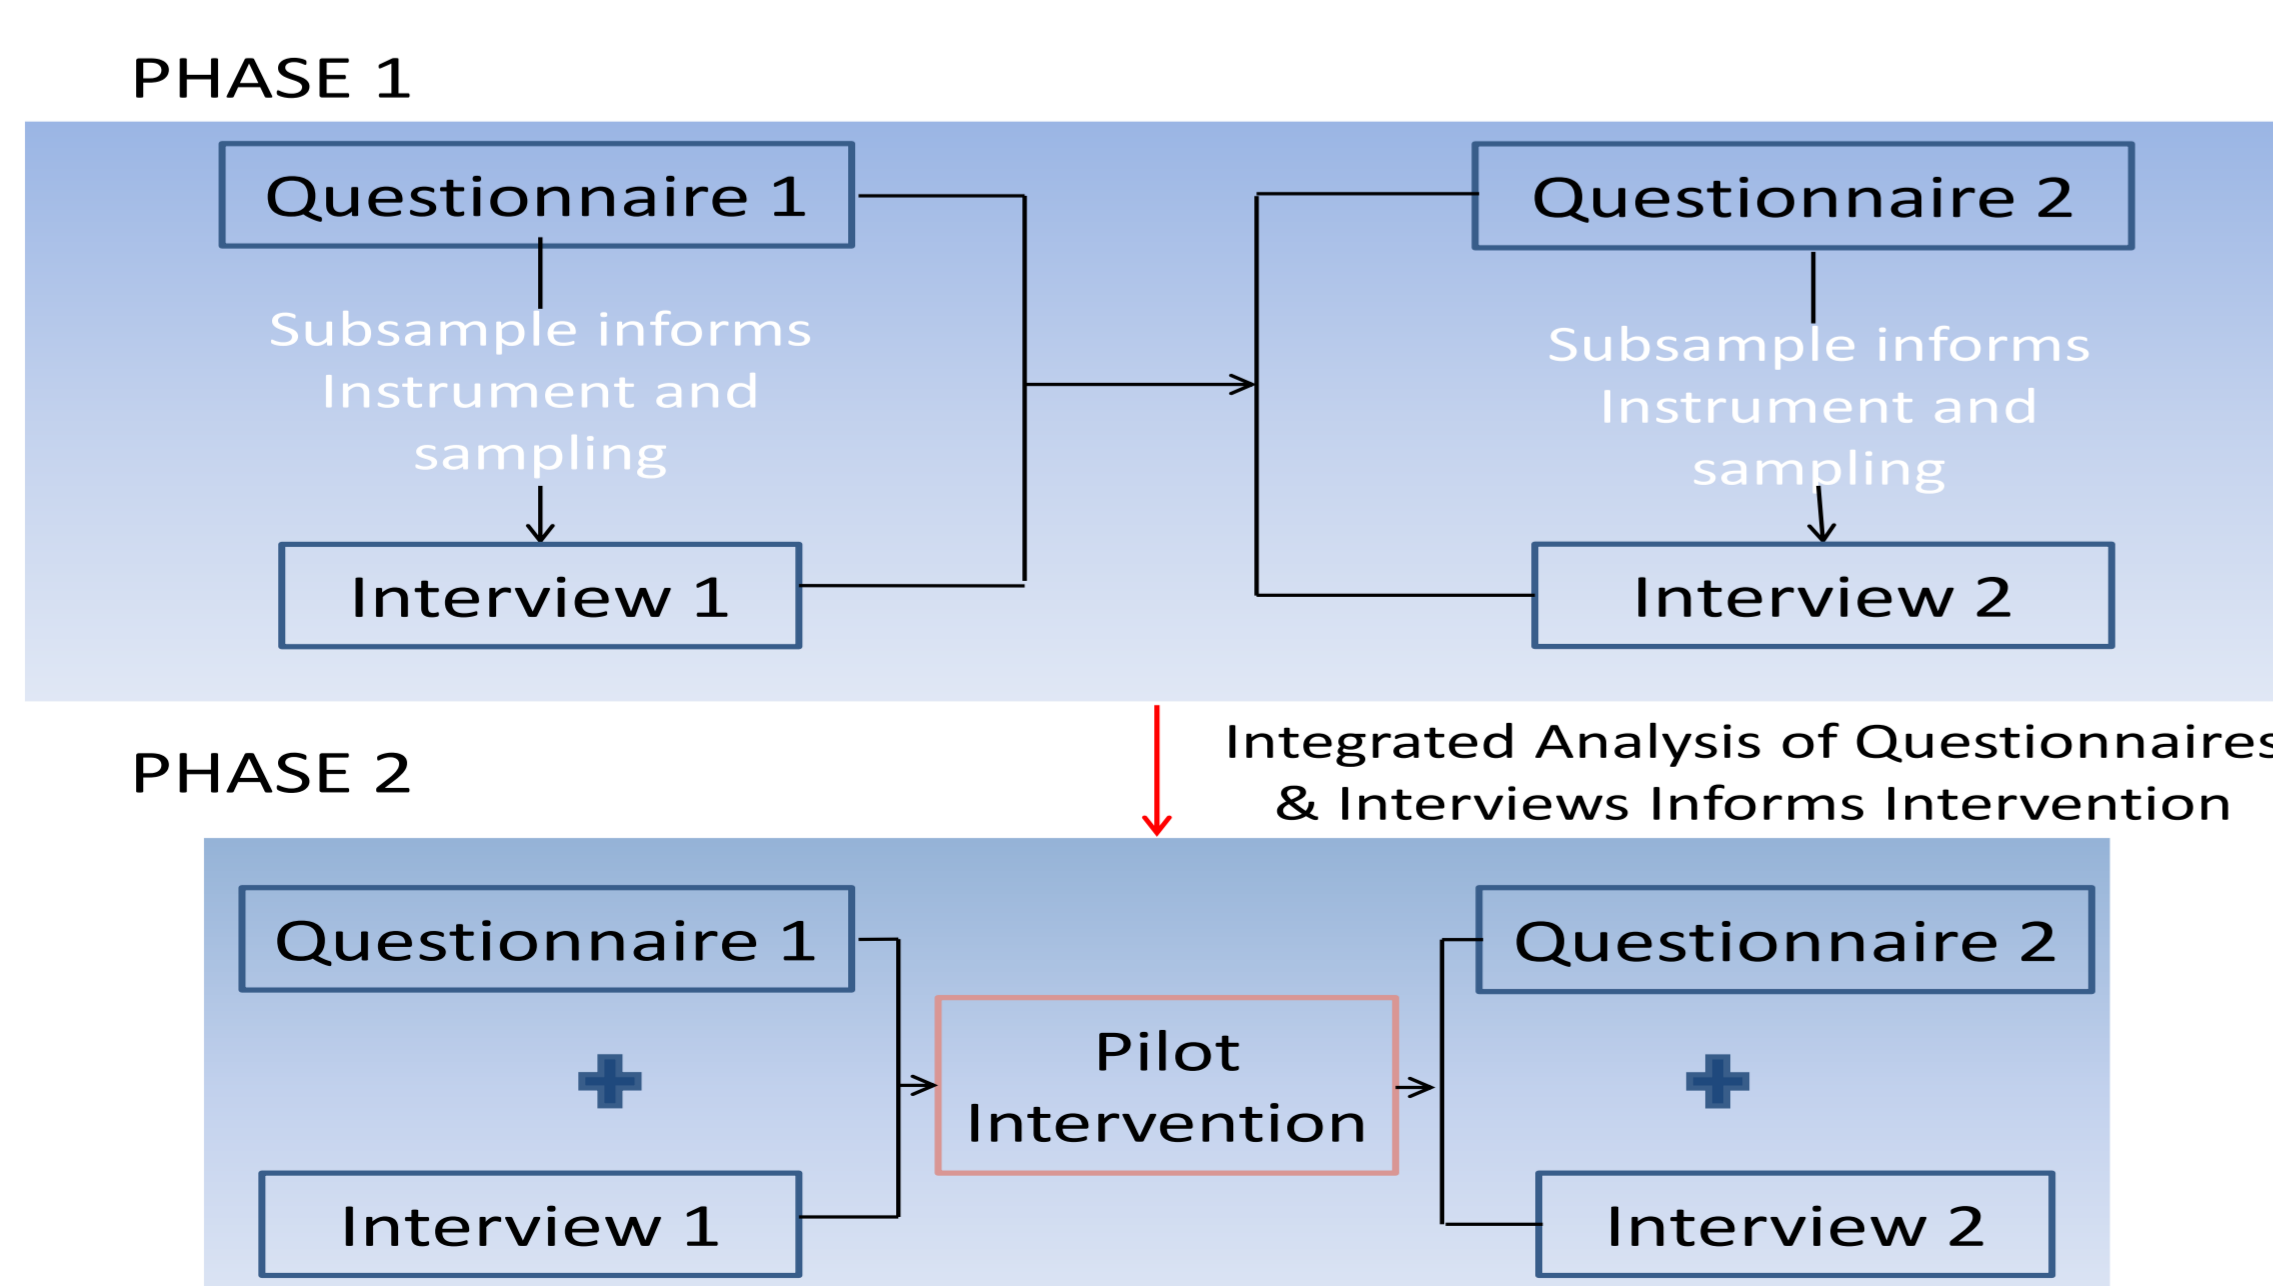 PHASE 1
Questionnaire 1
Questionnaire 2
Subsample informs
Instrument and
sampling
Subsample informs
Instrument and
sampling
Interview 1
Interview 2
PHASE 2
Integrated Analysis of Questionnaires
& Interviews Informs Intervention
Questionnaire 1
Questionnaire 2
Pilot
Intervention
Interview 1
Interview 2